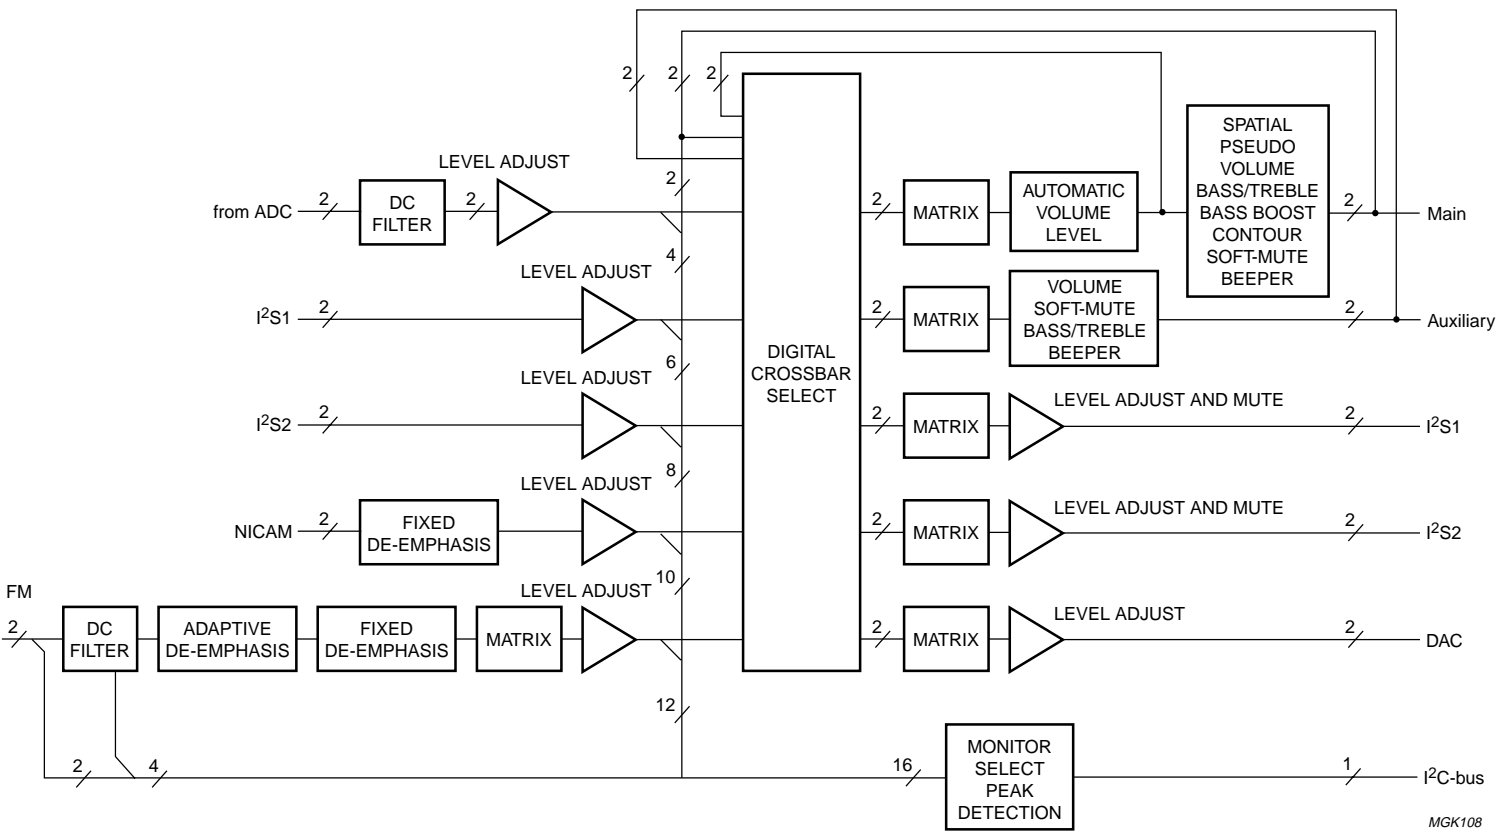 2 2 2
LEVEL ADJUST
from ADC 2 DC FILTER 2 2
LEVEL ADJUST 4
I²S1 2
LEVEL ADJUST 6
I²S2 2
LEVEL ADJUST 8
NICAM 2 FIXED DE-EMPHASIS
LEVEL ADJUST 10
FM
2
DC
FILTER
ADAPTIVE
DE-EMPHASIS
FIXED
DE-EMPHASIS
MATRIX
12
2 4
DIGITAL
CROSSBAR
SELECT
2 MATRIX
AUTOMATIC
VOLUME
LEVEL
SPATIAL
PSEUDO
VOLUME
BASS/TREBLE
BASS BOOST
CONTOUR
SOFT-MUTE
BEEPER
2 Main
2 MATRIX
VOLUME
SOFT-MUTE
BASS/TREBLE
BEEPER
2 Auxiliary
LEVEL ADJUST AND MUTE
2 MATRIX 2 I²S1
LEVEL ADJUST AND MUTE
2 MATRIX 2 I²S2
LEVEL ADJUST
2 MATRIX 2 DAC
16
MONITOR
SELECT
PEAK
DETECTION
1 I²C-bus
MGK108